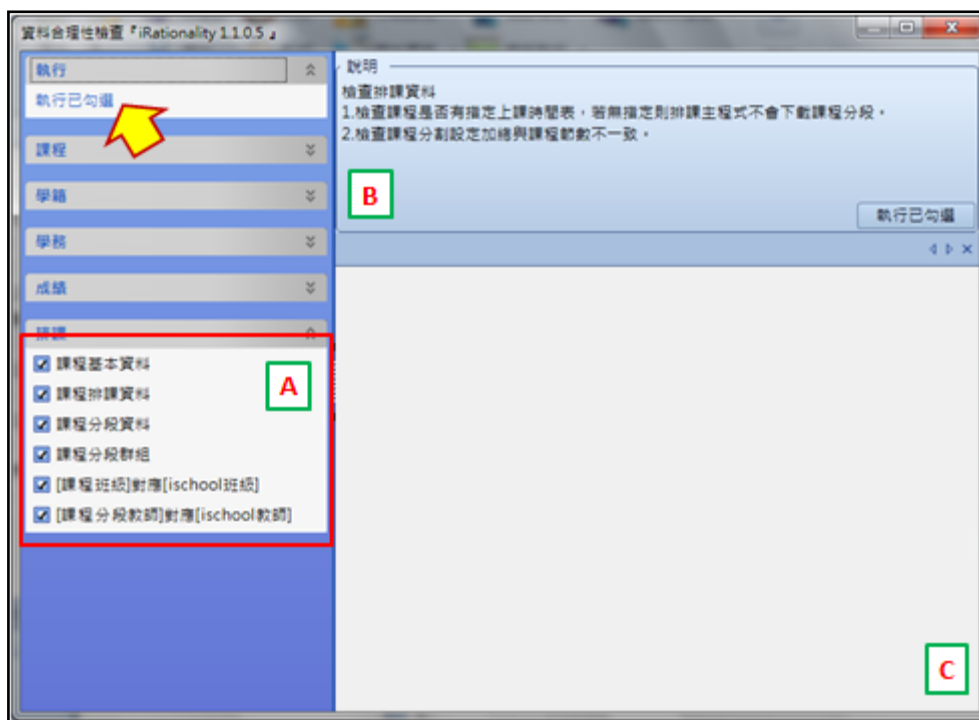 資料合理性檢查『iRationality 1.1.0.5』
執行
執行已勾選
課程
學籍
學務
成績
排課
課程基本資料
課程排課資料
課程分段資料
課程分段群組
[課程班級]對應[ischool班級]
[課程分段教師]對應[ischool教師]
A
說明
檢查排課資料
1.檢查課程是否有指定上課時間表，若無指定則排課主程式不會下載課程分段。
2.檢查課程分割設定加總與課程節數不一致。
B
執行已勾選
C